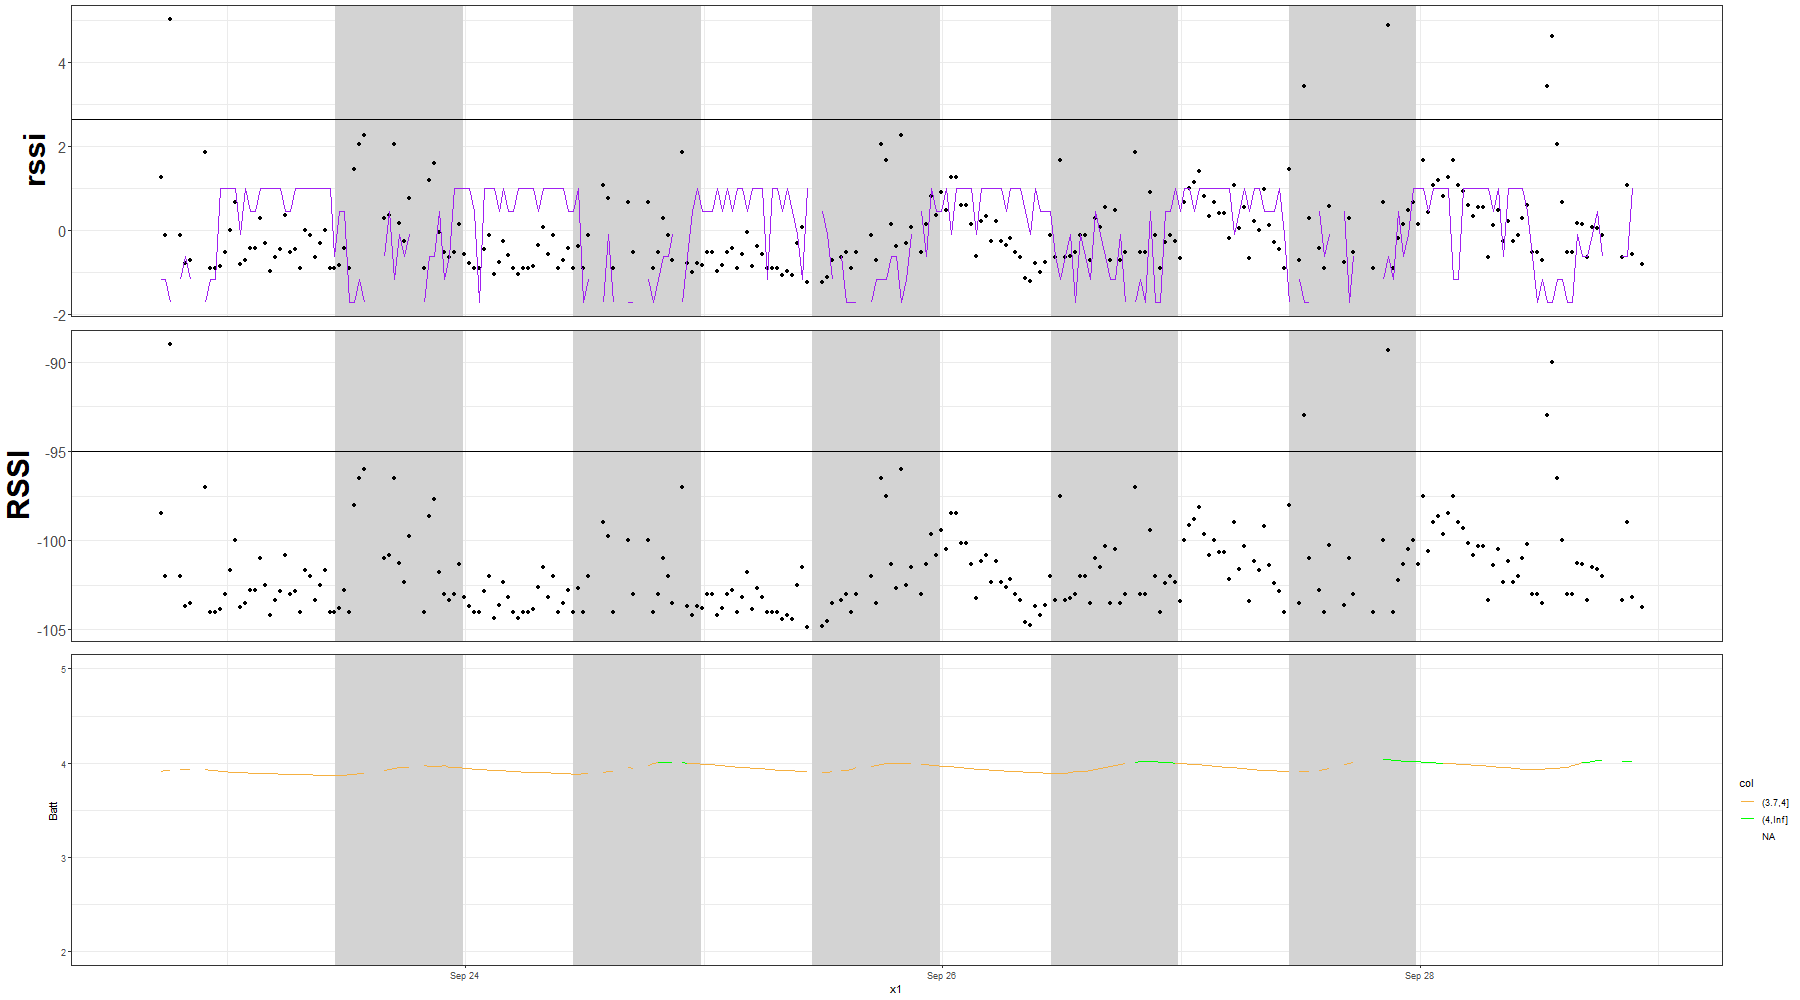 rssi
4
2
0
-2
RSSI
-90
-95
-100
-105
Batt
5
4
3
2
Sep 24
Sep 26
Sep 28
x1
col
(3.7,4]
(4,Inf]
NA